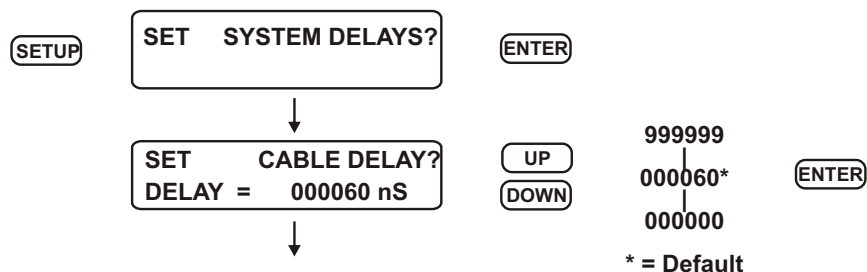 SETUP
SET SYSTEM DELAYS?
ENTER
SET CABLE DELAY?
DELAY = 000060 nS
UP
DOWN
999999
000060*
000000
ENTER
* = Default